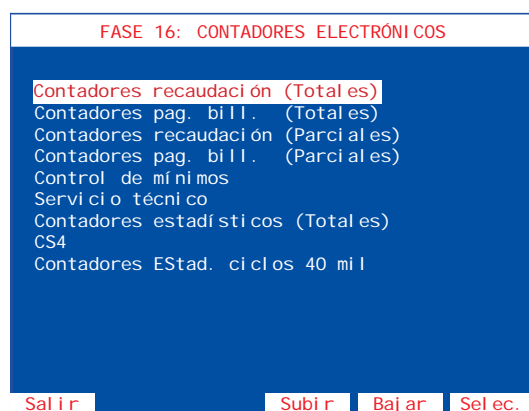 FASE 16: CONTADORES ELECTRÓNICOS
Contadores recaudación (Totales)
Contadores pag. bill. (Totales)
Contadores recaudación (Parciales)
Contadores pag. bill. (Parciales)
Control de mínimos
Servicio técnico
Contadores estadísticos (Totales)
CS4
Contadores EStad. ciclos 40 mil
Salir Subir Bajar Selec.